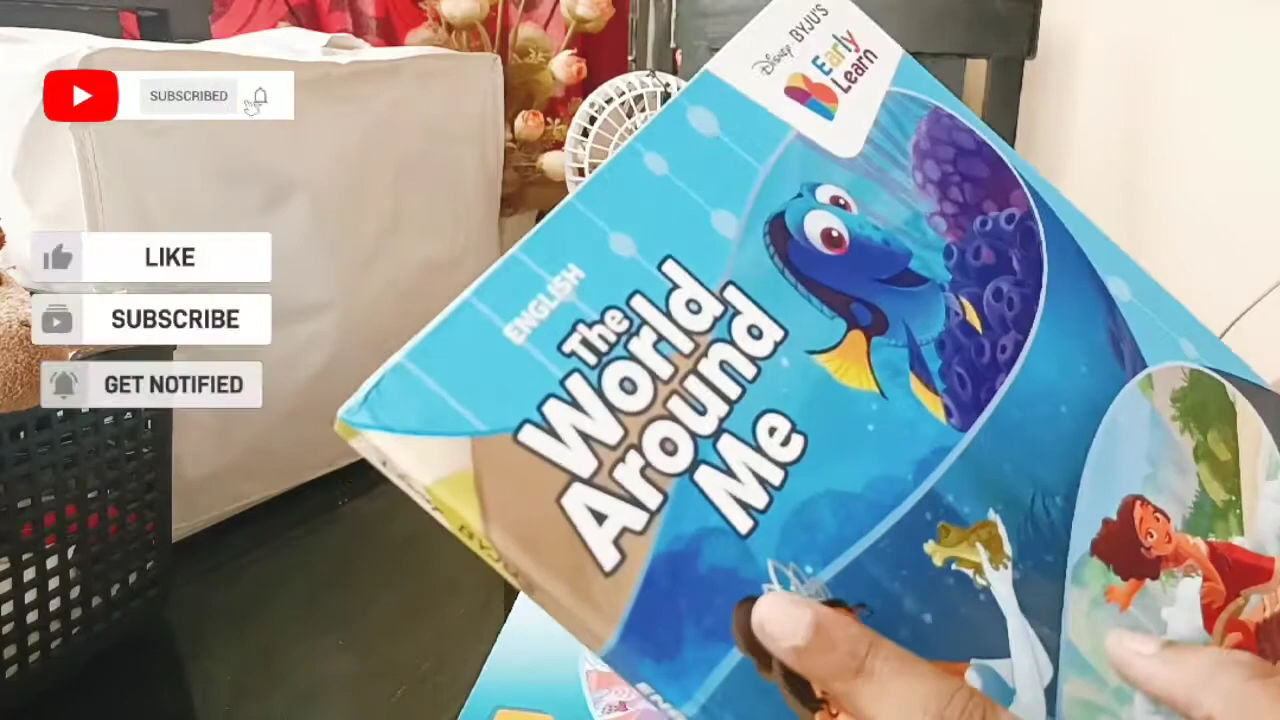 SUBSCRIBED
LIKE
SUBSCRIBE
GET NOTIFIED
Disney BYJU'S
Early
Learn
ENGLISH
The
World
Around
Me